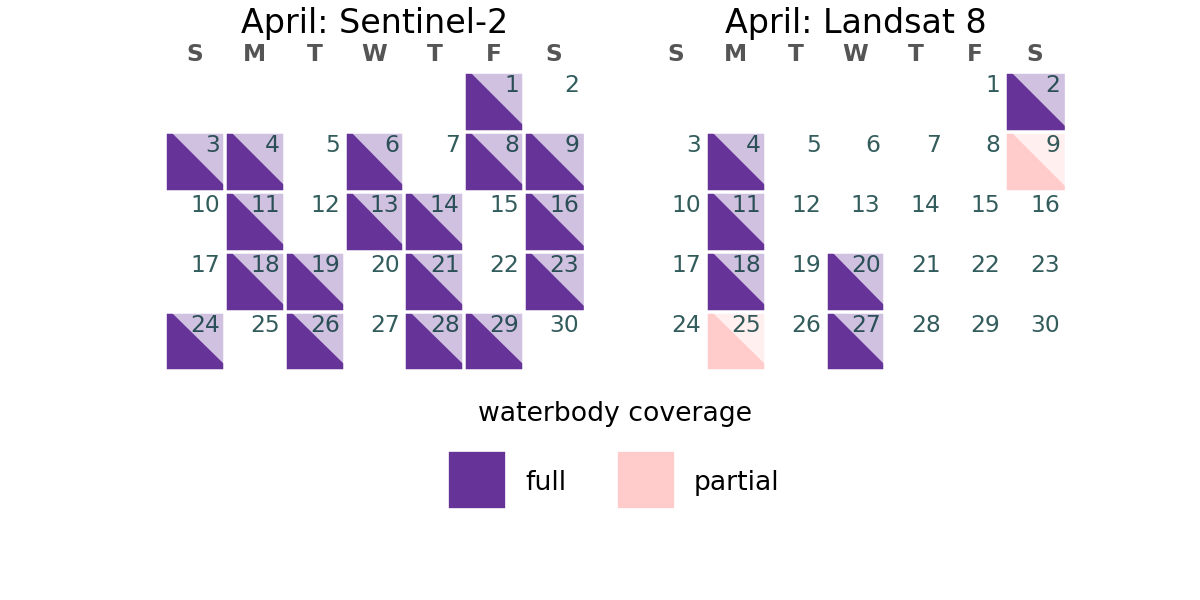 April: Sentinel-2
S M T W T F S
1 2
3 4 5 6 7 8 9
10 11 12 13 14 15 16
17 18 19 20 21 22 23
24 25 26 27 28 29 30
April: Landsat 8
S M T W T F S
1 2
3 4 5 6 7 8 9
10 11 12 13 14 15 16
17 18 19 20 21 22 23
24 25 26 27 28 29 30
waterbody coverage
full partial